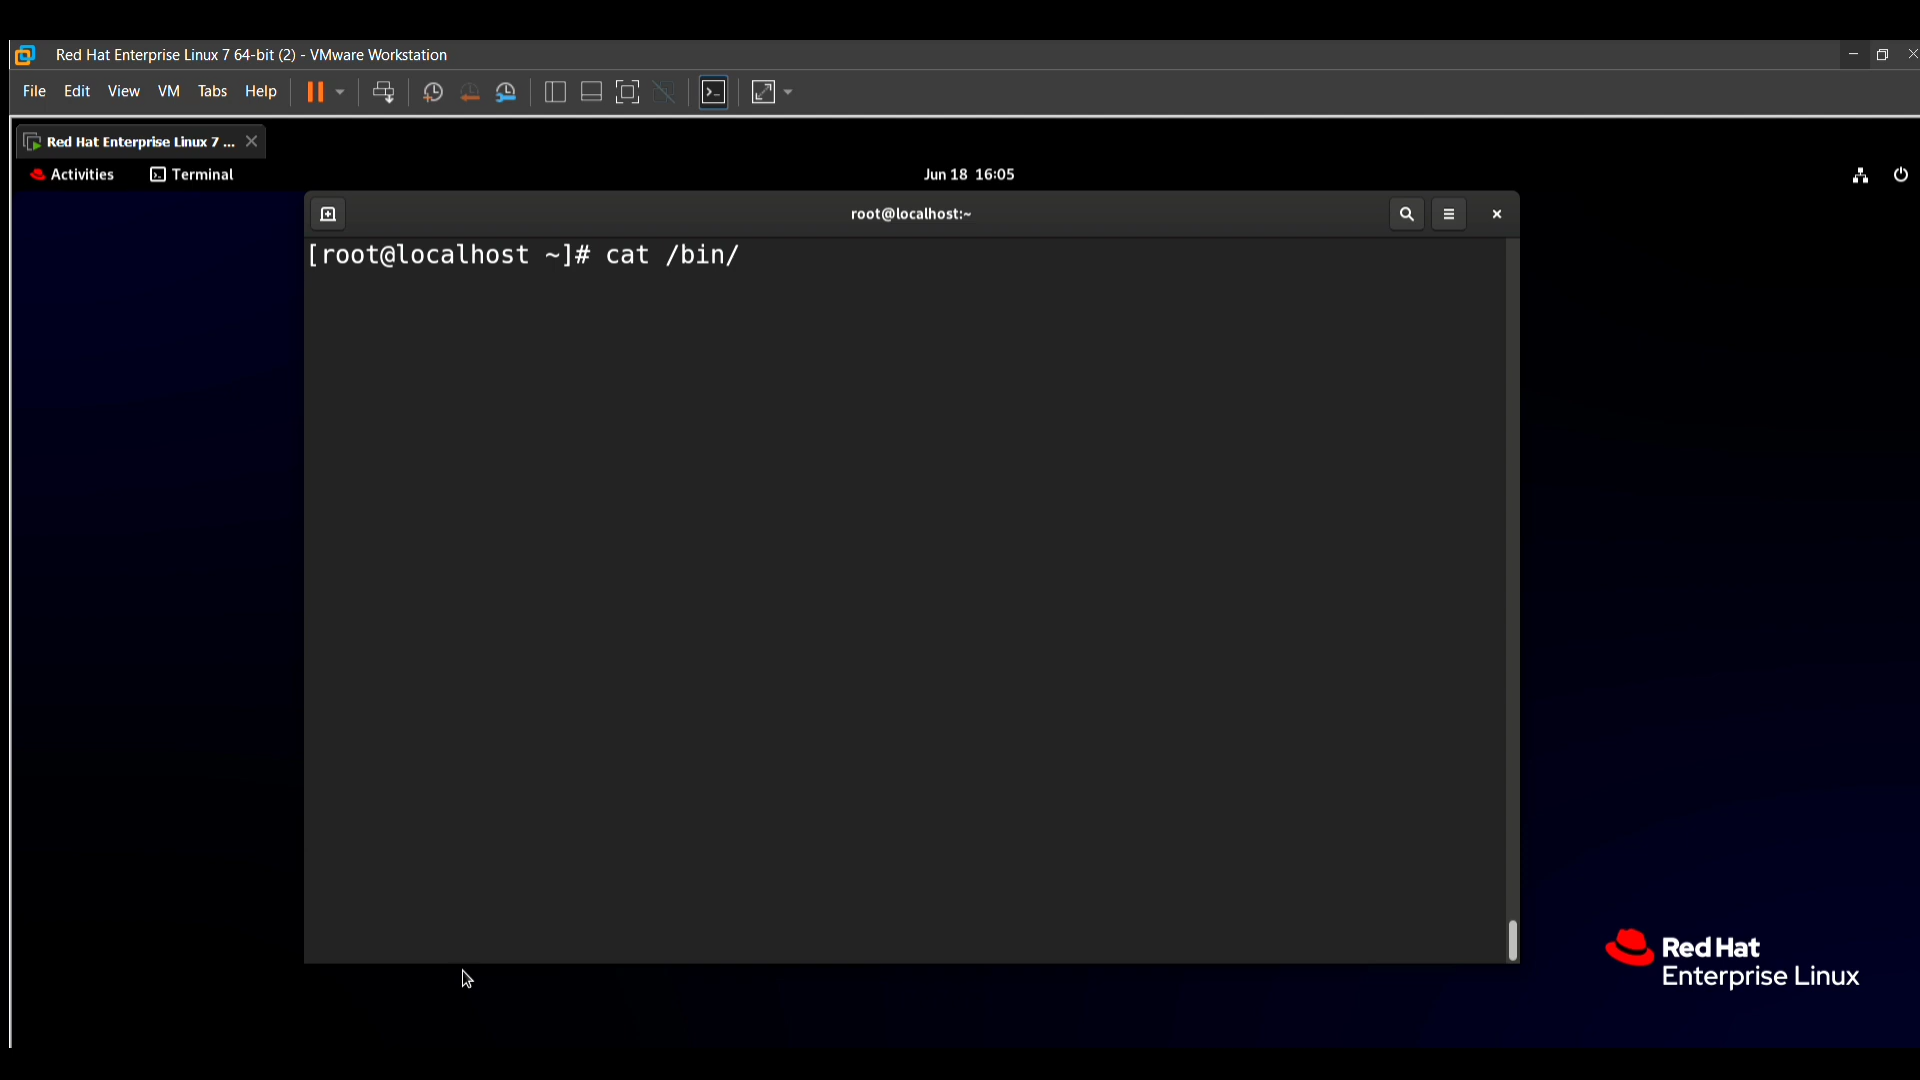 Red Hat Enterprise Linux 7 64-bit (2) - VMware Workstation
File Edit View VM Tabs Help
Red Hat Enterprise Linux 7 ...
Activities Terminal Jun 18 16:05
root@localhost:~
[root@localhost ~]# cat /bin/
Red Hat
Enterprise Linux